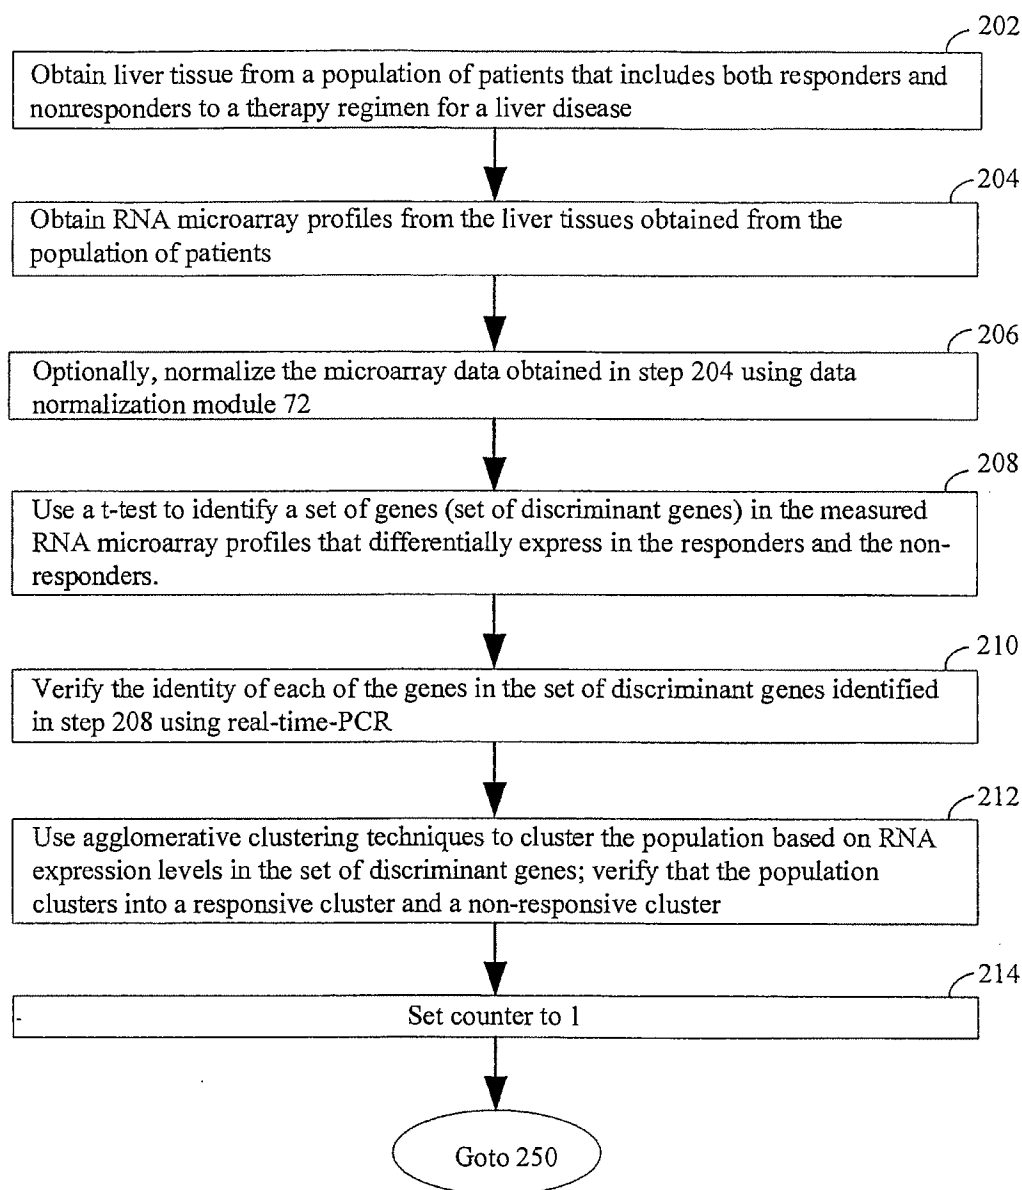 202
Obtain liver tissue from a population of patients that includes both responders and
nonresponders to a therapy regimen for a liver disease
204
Obtain RNA microarray profiles from the liver tissues obtained from the
population of patients
206
Optionally, normalize the microarray data obtained in step 204 using data
normalization module 72
208
Use a t-test to identify a set of genes (set of discriminant genes) in the measured
RNA microarray profiles that differentially express in the responders and the non-
responders.
210
Verify the identity of each of the genes in the set of discriminant genes identified
in step 208 using real-time-PCR
212
Use agglomerative clustering techniques to cluster the population based on RNA
expression levels in the set of discriminant genes; verify that the population
clusters into a responsive cluster and a non-responsive cluster
214
Set counter to 1
Goto 250